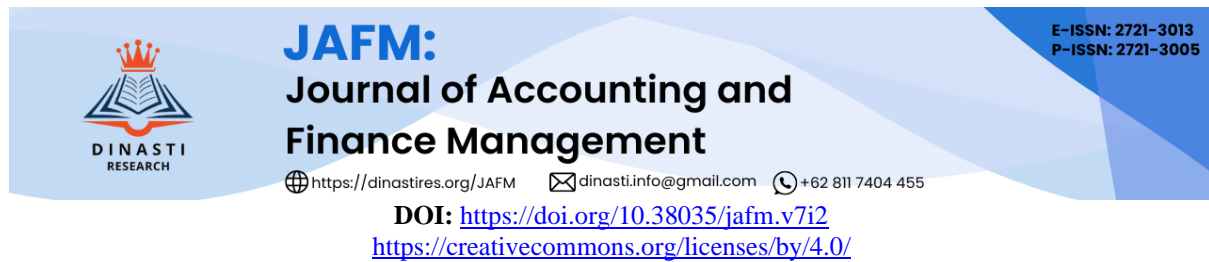 E-ISSN: 2721-3013
P-ISSN: 2721-3005
JAFM:
Journal of Accounting and
Finance Management
DINASTI
RESEARCH
https://dinastires.org/JAFM dinasti.info@gmail.com +62 811 7404 455
DOI: https://doi.org/10.38035/jafm.v7i2
https://creativecommons.org/licenses/by/4.0/